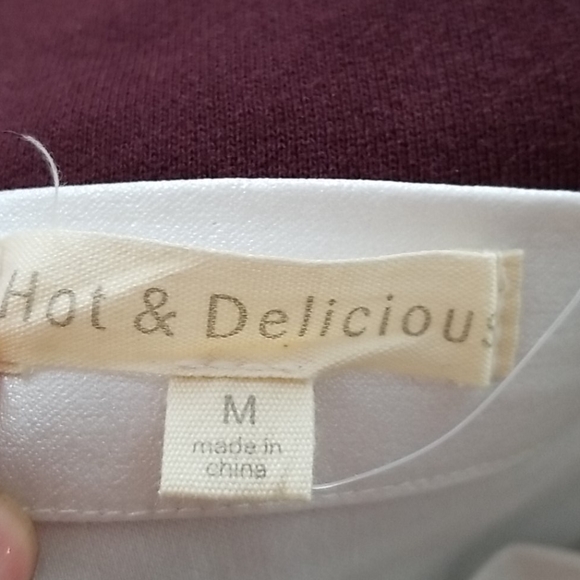 Hot & Delicious
M
made in
china